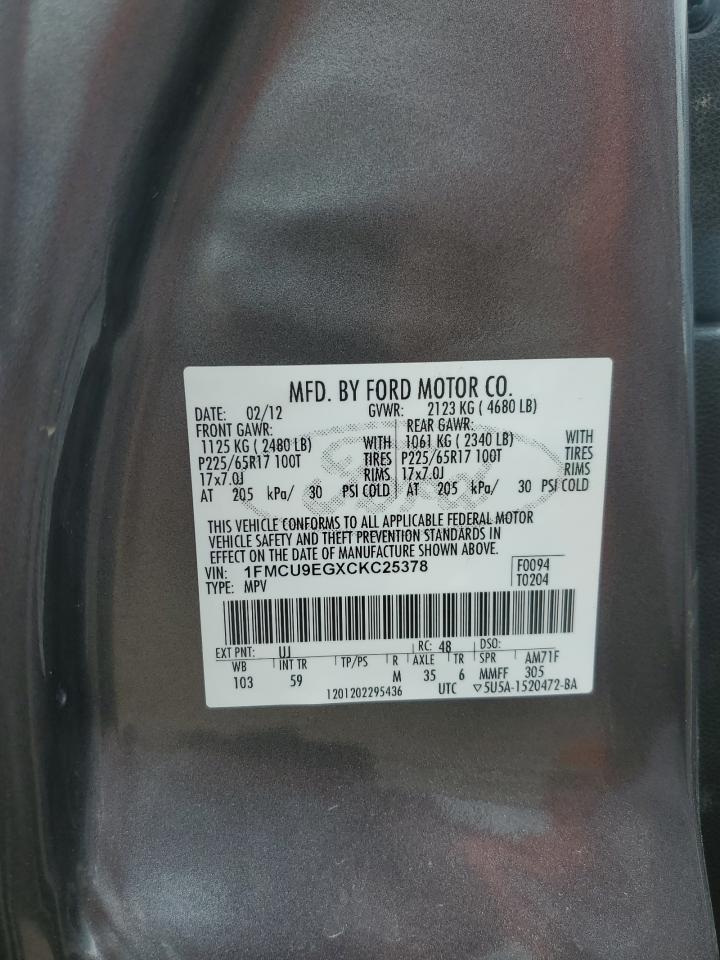 MFD. BY FORD MOTOR CO.
DATE: 02/12 GVWR: 2123 KG ( 4680 LB)
FRONT GAWR: REAR GAWR:
1125 KG ( 2480 LB) WITH 1061 KG ( 2340 LB) WITH
P225/65R17 100T TIRES P225/65R17 100T TIRES
17x7.0J RIMS 17x7.0J RIMS
AT 205 kPa/ 30 PSI COLD AT 205 kPa/ 30 PSI COLD
THIS VEHICLE CONFORMS TO ALL APPLICABLE FEDERAL MOTOR
VEHICLE SAFETY AND THEFT PREVENTION STANDARDS IN
EFFECT ON THE DATE OF MANUFACTURE SHOWN ABOVE.
VIN: 1FMCU9EGXCKC25378 F0094
TYPE: MPV T0204
EXT PNT: UJ RC: 48 DSO:
WB INT TR TP/PS R AXLE TR SPR AM71F
103 59 M 35 6 MMFF 305
1201202295436 UTC ▽5U5A-1520472-BA
Ford